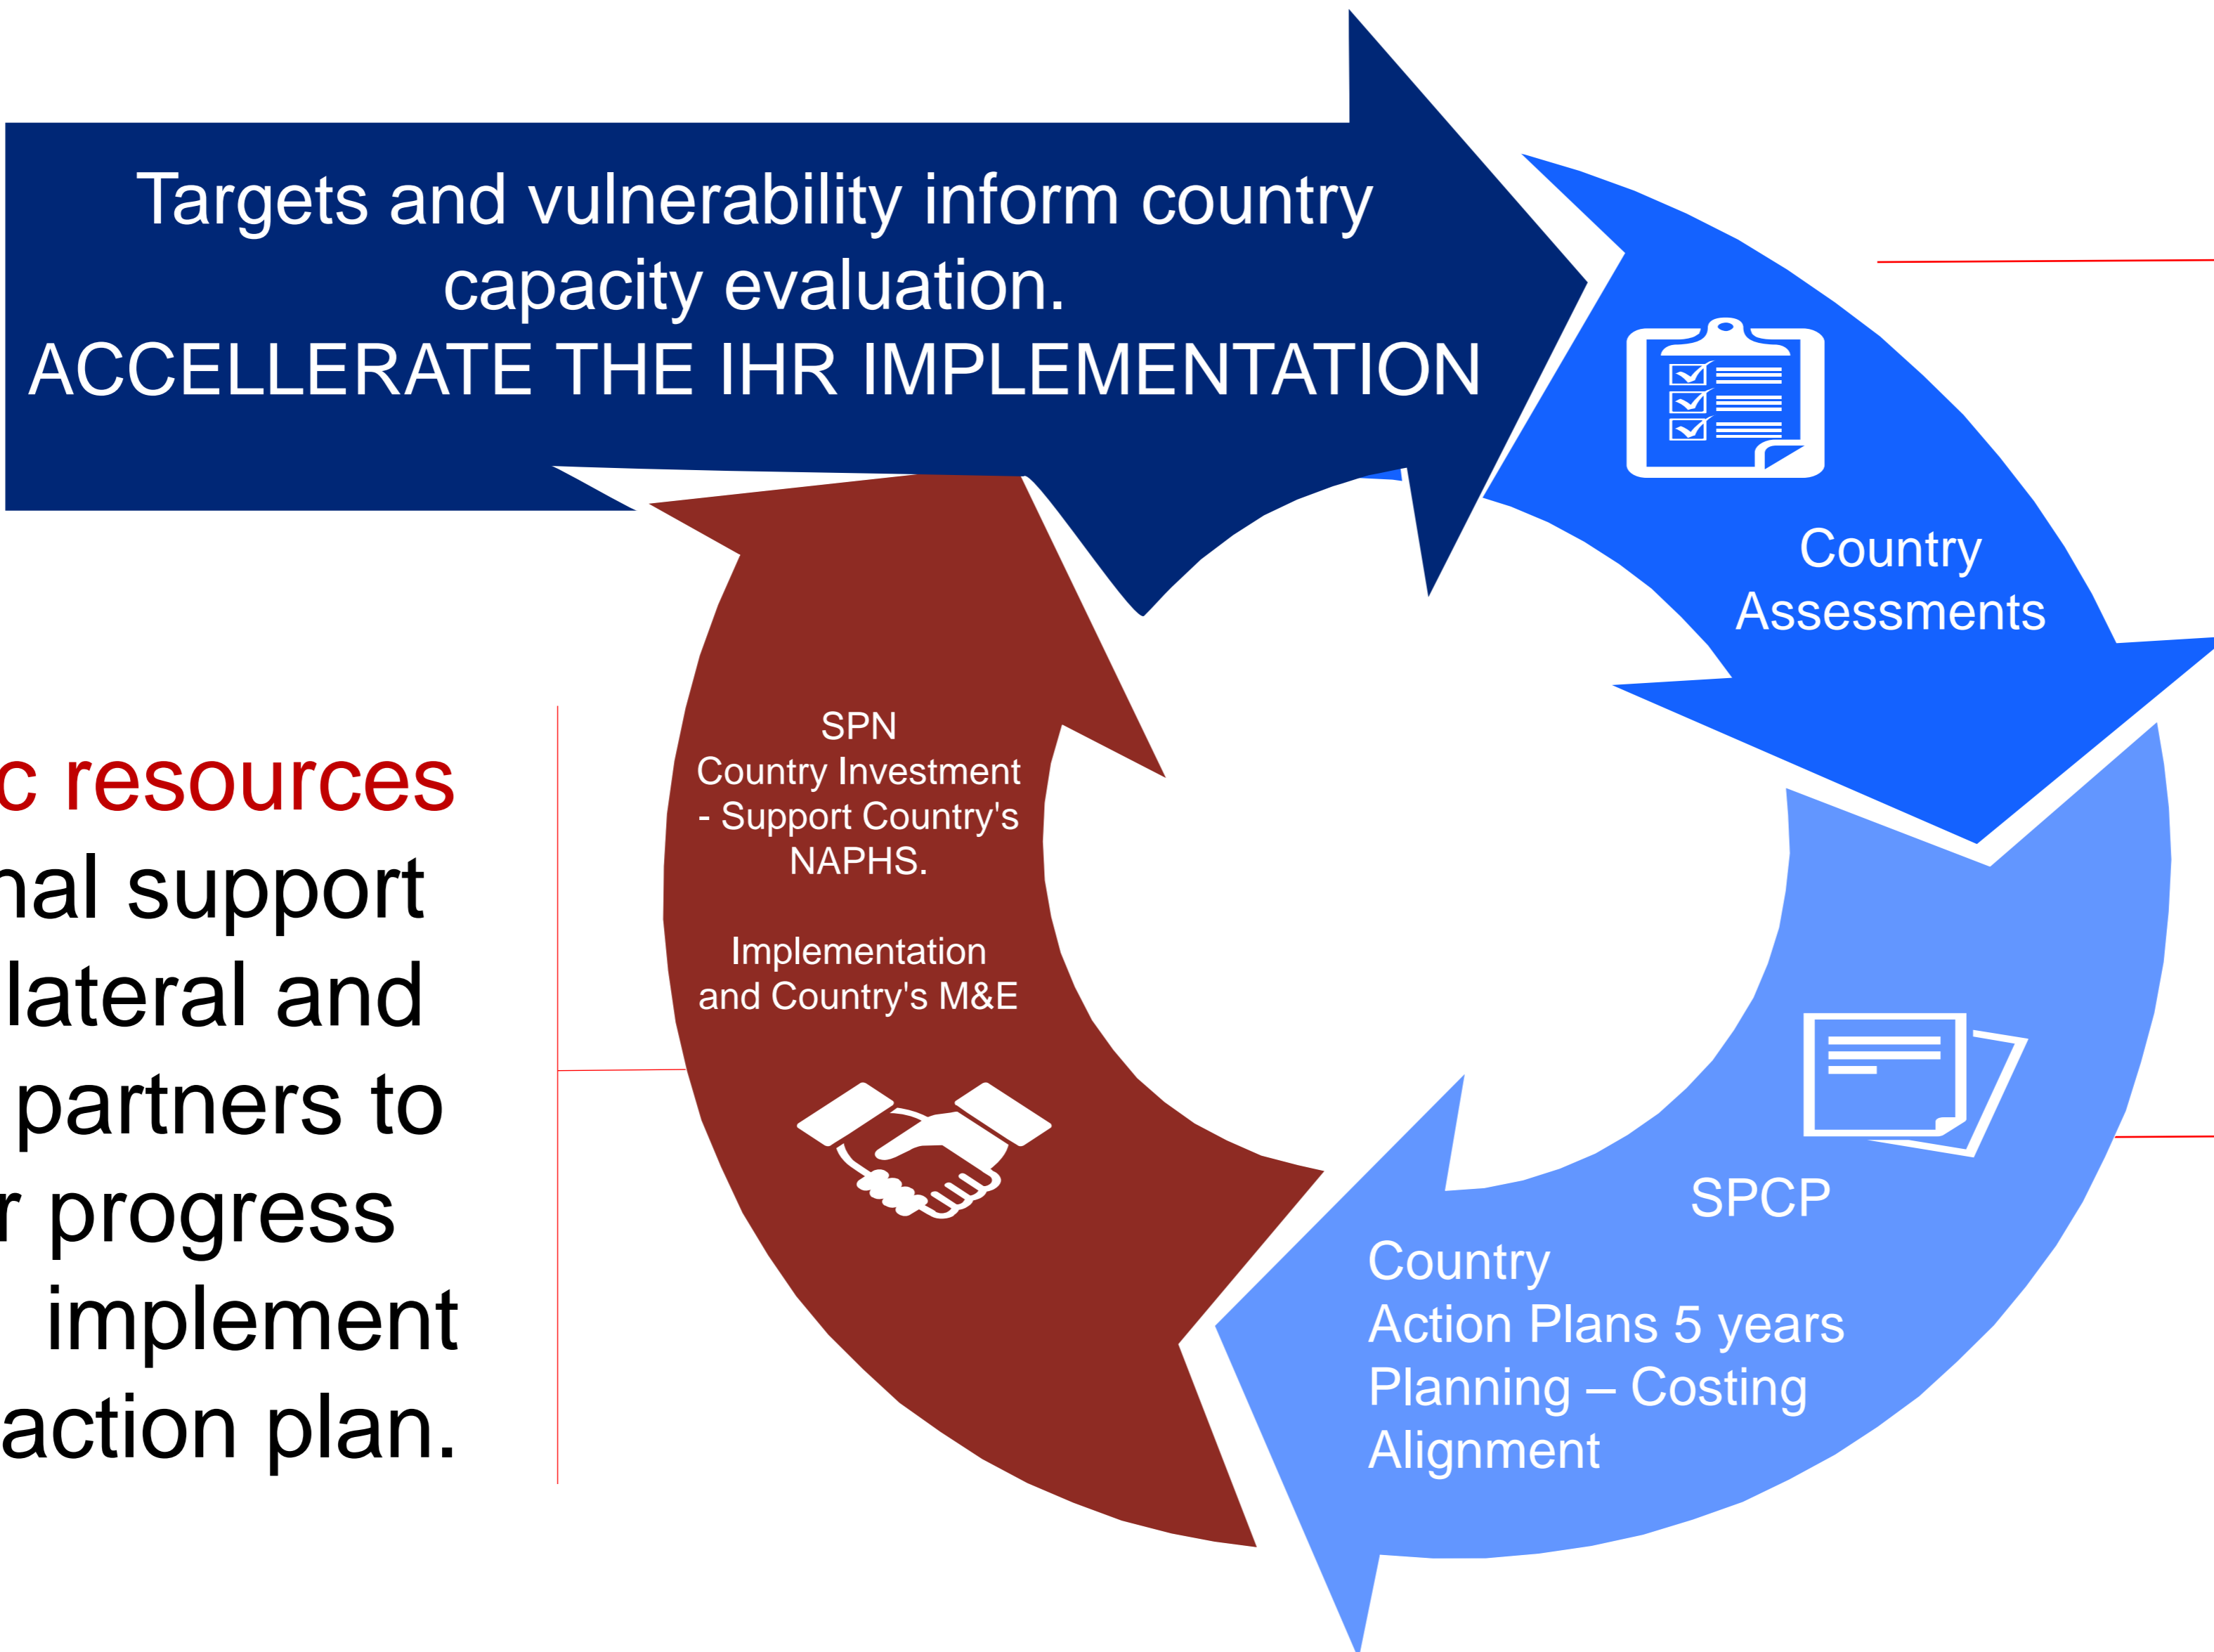 Targets and vulnerability inform country
capacity evaluation.
ACCELLERATE THE IHR IMPLEMENTATION
Country
Assessments
SPCP
Country
Action Plans 5 years
Planning – Costing
Alignment
SPN
Country Investment
- Support Country's
NAPHS.
Implementation
and Country's M&E
resources
support
and
partners to
progress
implement
action plan.